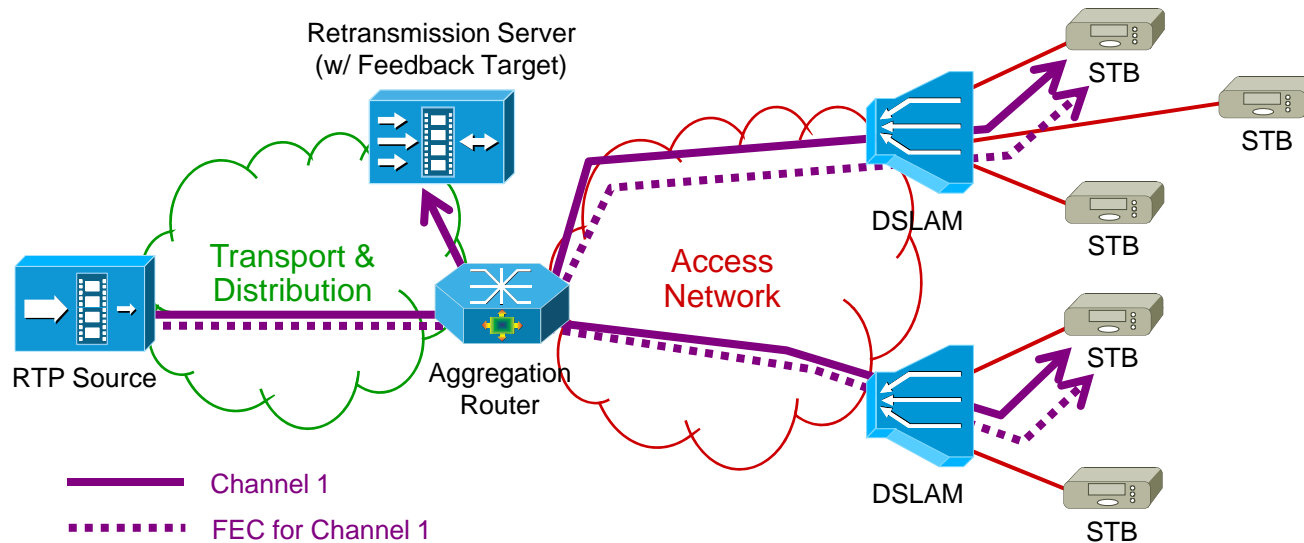 Retransmission Server
(w/ Feedback Target)
STB
STB
STB
DSLAM
Transport &
Distribution
Access
Network
RTP Source
Aggregation
Router
STB
DSLAM
STB
Channel 1
FEC for Channel 1